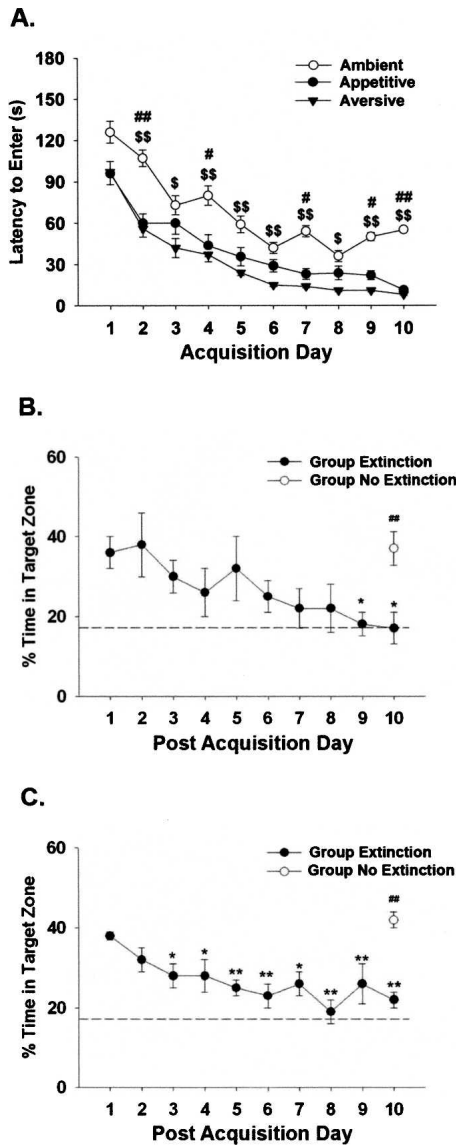 A.
180
150
120
90
60
30
0
Latency to Enter (s)
Ambient
Appetitive
Aversive
##
$$
$
#
$$
$$
$$
#
$$
$
#
$$
##
$$
1 2 3 4 5 6 7 8 9 10
Acquisition Day
B.
60
40
20
0
% Time in Target Zone
Group Extinction
Group No Extinction
##
* *
1 2 3 4 5 6 7 8 9 10
Post Acquisition Day
C.
60
40
20
0
% Time in Target Zone
Group Extinction
Group No Extinction
##
* * ** ** * ** ** **
1 2 3 4 5 6 7 8 9 10
Post Acquisition Day